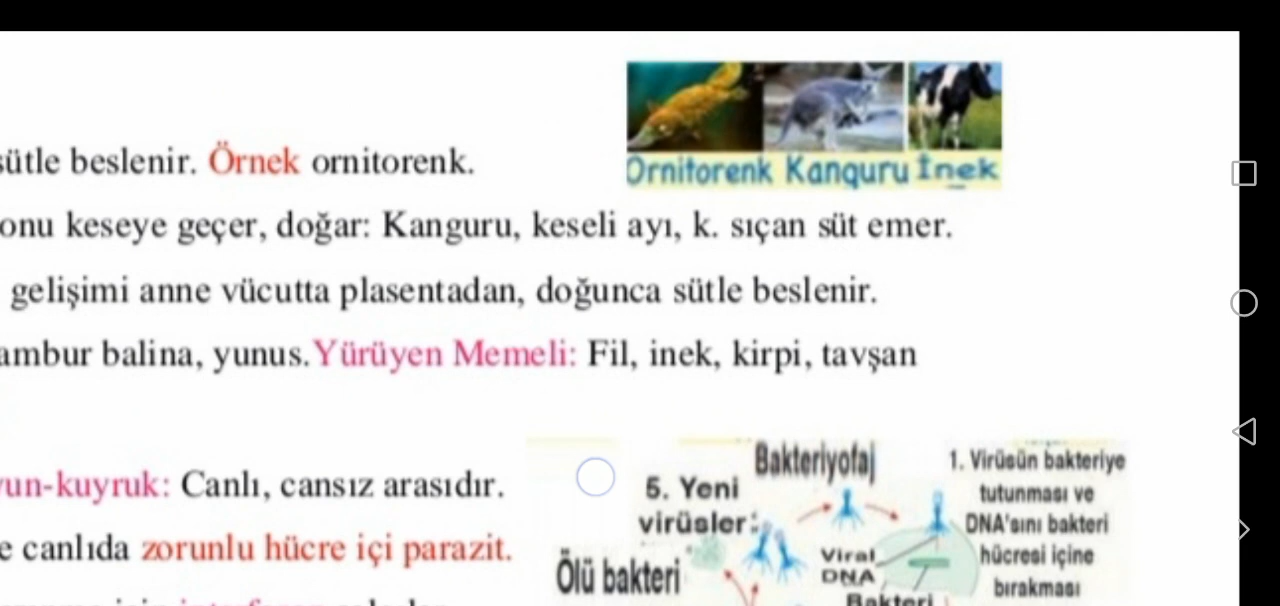 sütle beslenir. Örnek ornitorenk.
Ornitorenk Kanguru İnek
onu keseye geçer, doğar: Kanguru, keseli ayı, k. sıçan süt emer.
gelişimi anne vücutta plasentadan, doğunca sütle beslenir.
ambur balina, yunus. Yürüyen Memeli: Fil, inek, kirpi, tavşan
yun-kuyruk: Canlı, cansız arasıdır.
e canlıda zorunlu hücre içi parazit.
Bakteriyofaj
1. Virüsün bakteriye
tutunması ve
DNA'sını bakteri
hücresi içine
bırakması
5. Yeni
virüsler:
Ölü bakteri
Viral
DNA
Bakteri